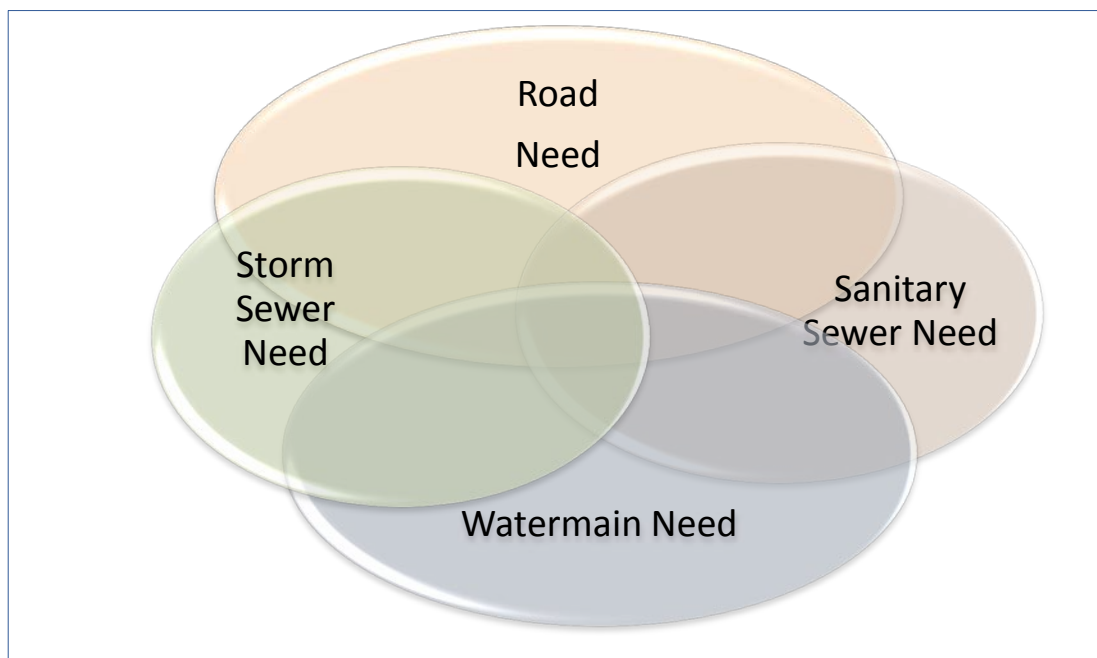 Road
Need
Storm
Sewer
Need
Sanitary
Sewer Need
Watermain Need